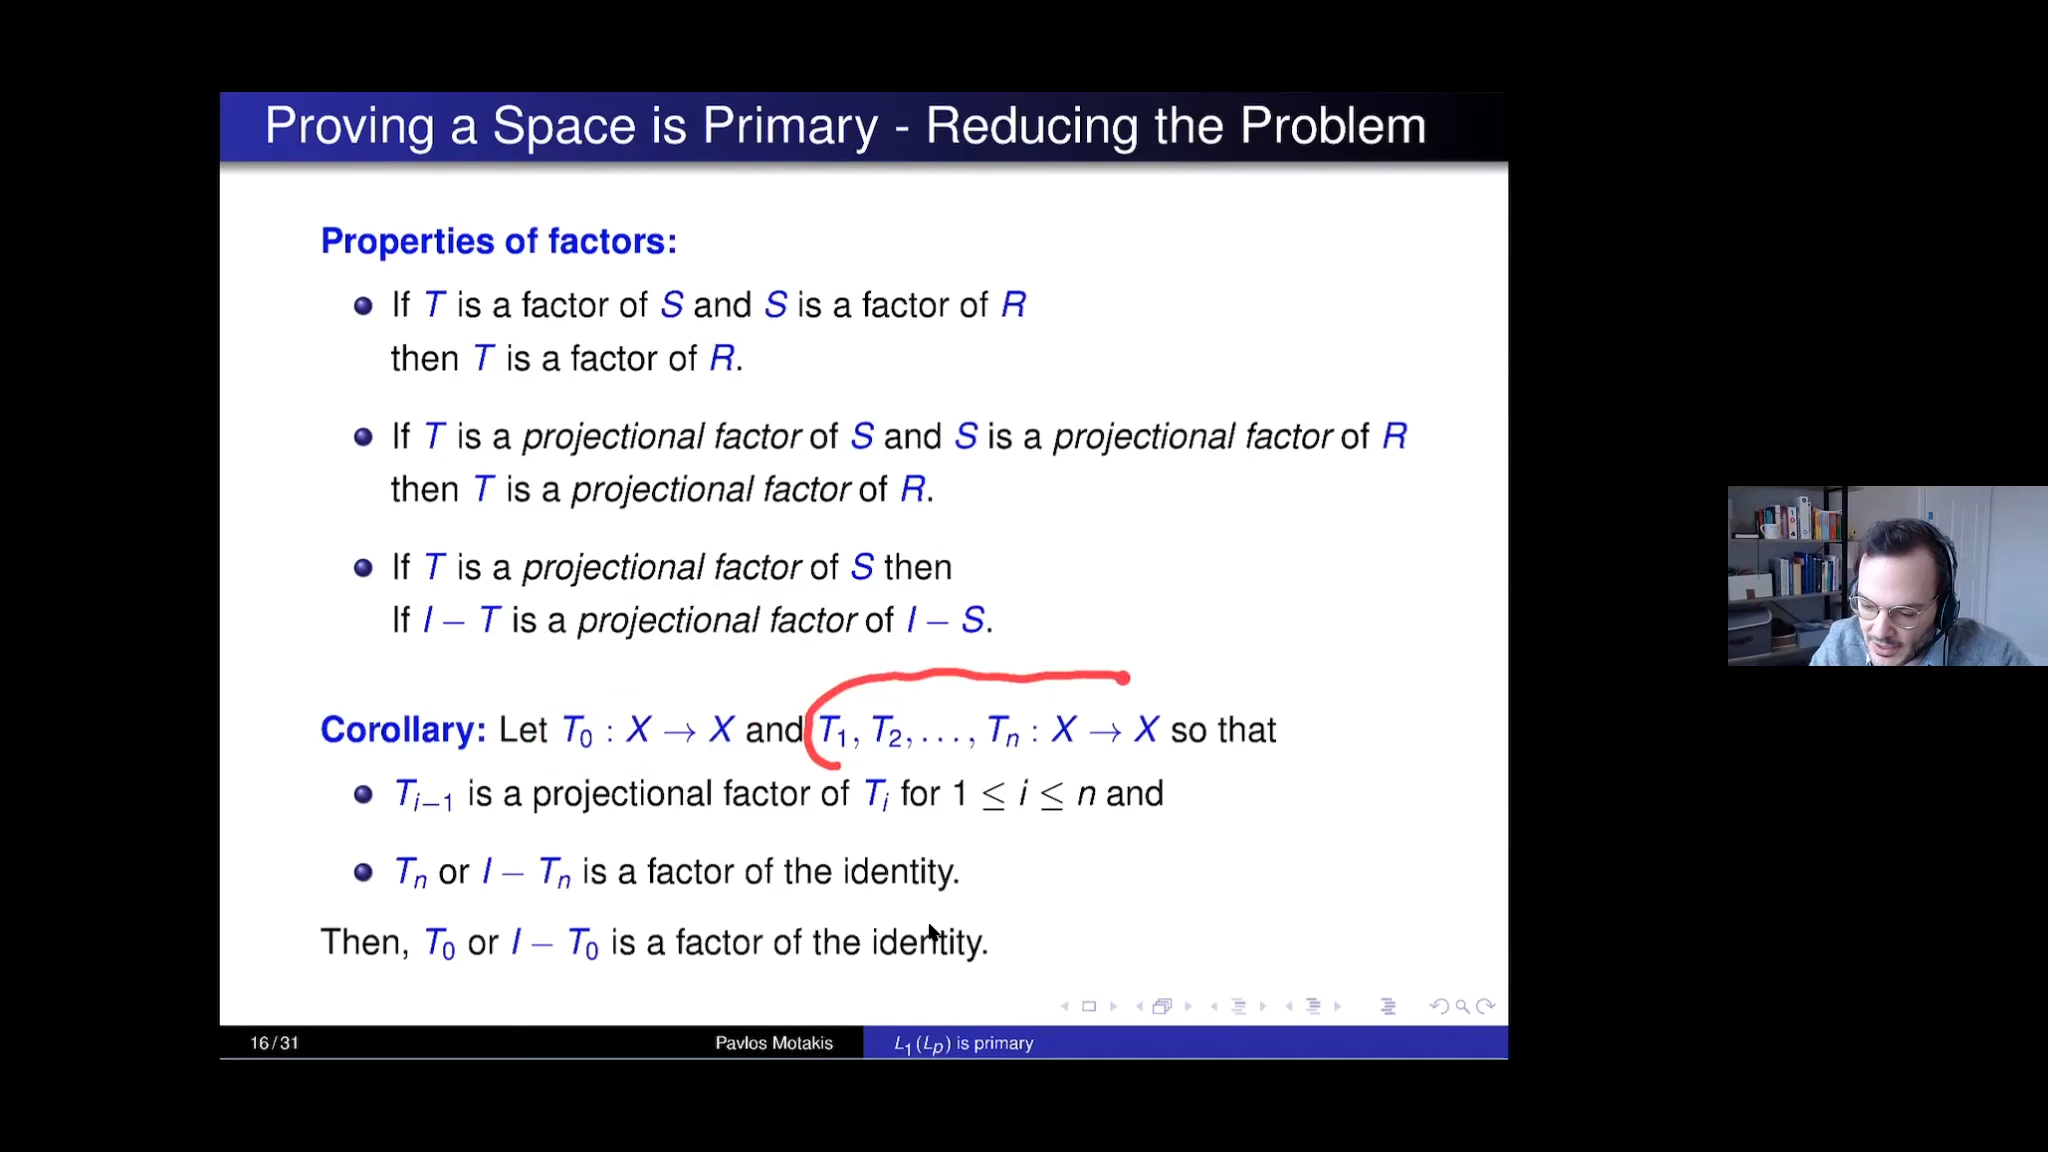 Proving a Space is Primary - Reducing the Problem
Properties of factors:
If T is a factor of S and S is a factor of R
then T is a factor of R.
If T is a projectional factor of S and S is a projectional factor of R
then T is a projectional factor of R.
If T is a projectional factor of S then
If I − T is a projectional factor of I − S.
Corollary: Let T₀ : X → X and T₁, T₂, . . . , Tₙ : X → X so that
Tᵢ₋₁ is a projectional factor of Tᵢ for 1 ≤ i ≤ n and
Tₙ or I − Tₙ is a factor of the identity.
Then, T₀ or I − T₀ is a factor of the identity.
16 / 31 Pavlos Motakis L₁(Lₚ) is primary